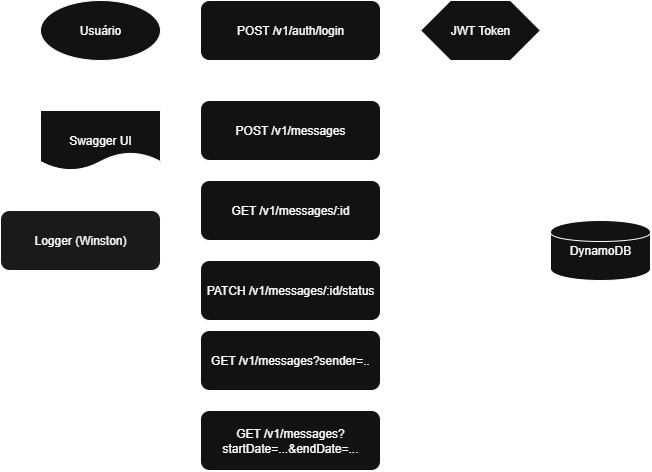 Usuário
POST /v1/auth/login
JWT Token
Swagger UI
POST /v1/messages
Logger (Winston)
GET /v1/messages/:id
DynamoDB
PATCH /v1/messages/:id/status
GET /v1/messages?sender=..
GET /v1/messages?
startDate=...&endDate=...